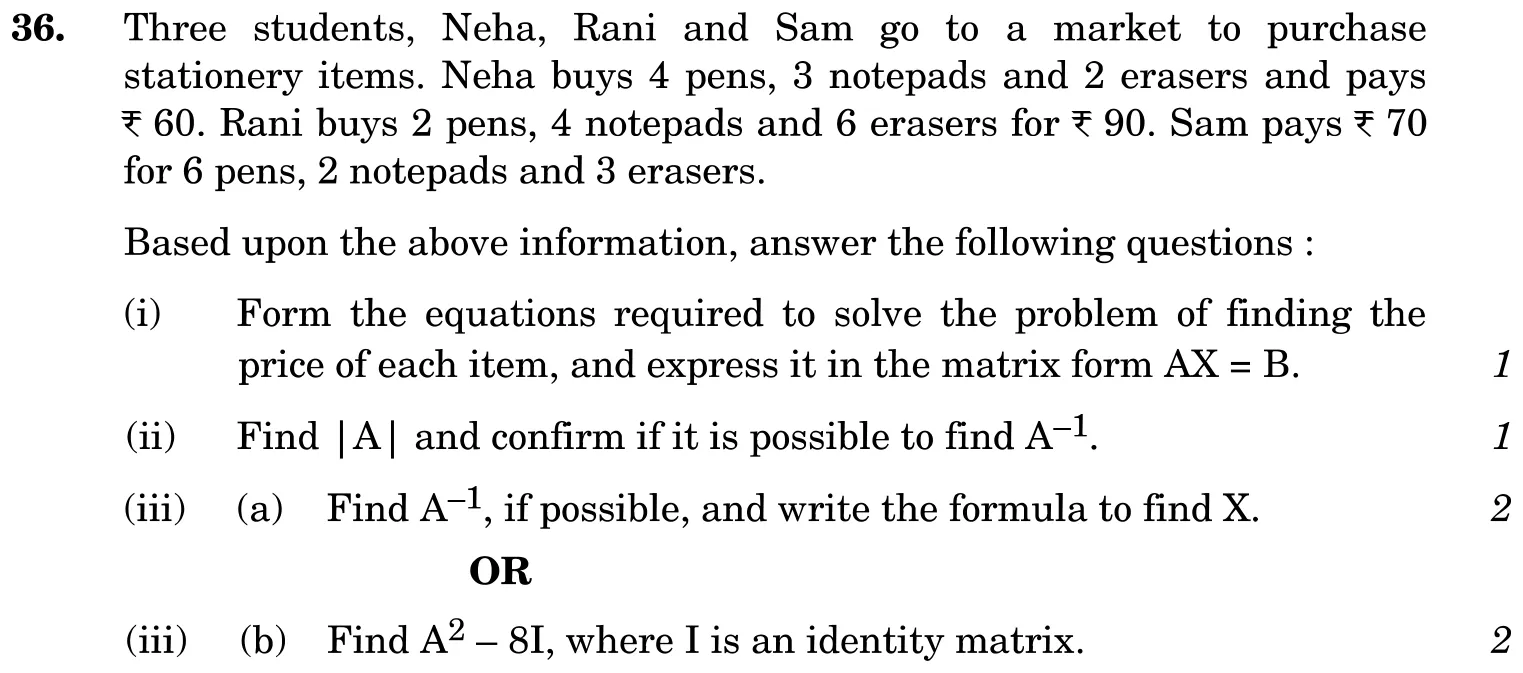 36. Three students, Neha, Rani and Sam go to a market to purchase
stationery items. Neha buys 4 pens, 3 notepads and 2 erasers and pays
₹ 60. Rani buys 2 pens, 4 notepads and 6 erasers for ₹ 90. Sam pays ₹ 70
for 6 pens, 2 notepads and 3 erasers.
Based upon the above information, answer the following questions :
(i) Form the equations required to solve the problem of finding the
price of each item, and express it in the matrix form AX = B. 1
(ii) Find |A| and confirm if it is possible to find A⁻¹. 1
(iii) (a) Find A⁻¹, if possible, and write the formula to find X. 2
OR
(iii) (b) Find A² – 8I, where I is an identity matrix. 2